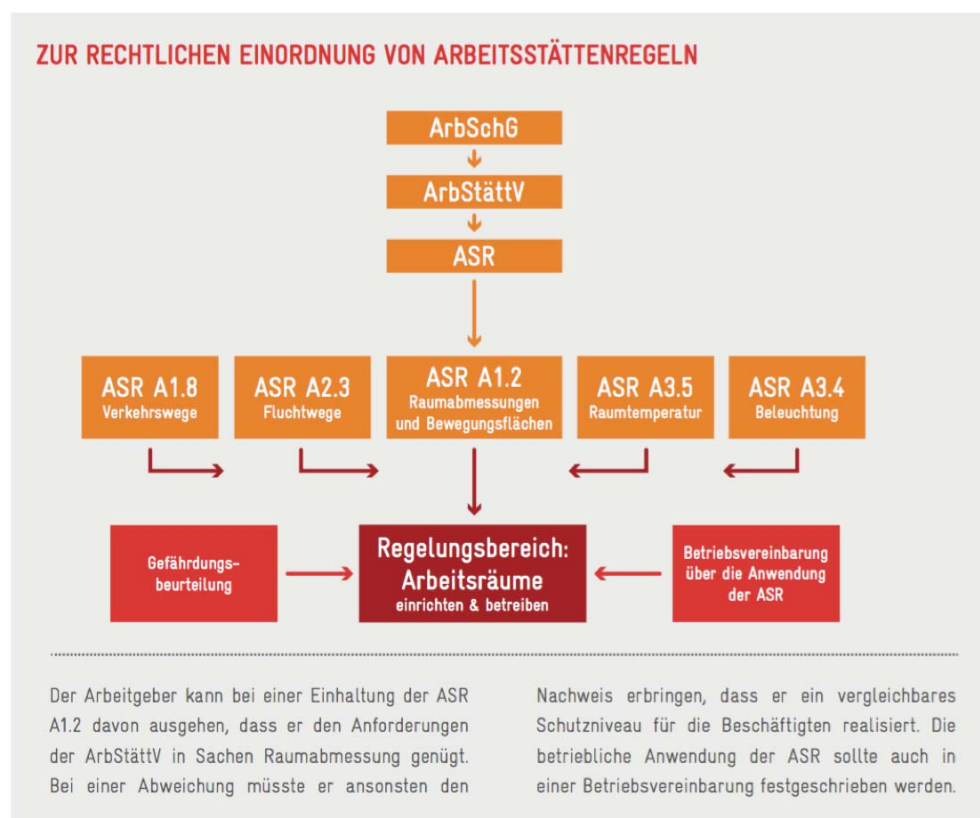 ZUR RECHTLICHEN EINORDNUNG VON ARBEITSSTÄTTENREGELN
ArbSchG
ArbStättV
ASR
ASR A1.8
Verkehrswege
ASR A2.3
Fluchtwege
ASR A1.2
Raumabmessungen
und Bewegungsflächen
ASR A3.5
Raumtemperatur
ASR A3.4
Beleuchtung
Gefährdungs-
beurteilung
Regelungsbereich:
Arbeitsräume
einrichten & betreiben
Betriebsvereinbarung
über die Anwendung
der ASR
Der Arbeitgeber kann bei einer Einhaltung der ASR
A1.2 davon ausgehen, dass er den Anforderungen
der ArbStättV in Sachen Raumabmessung genügt.
Bei einer Abweichung müsste er ansonsten den
Nachweis erbringen, dass er ein vergleichbares
Schutzniveau für die Beschäftigten realisiert. Die
betriebliche Anwendung der ASR sollte auch in
einer Betriebsvereinbarung festgeschrieben werden.